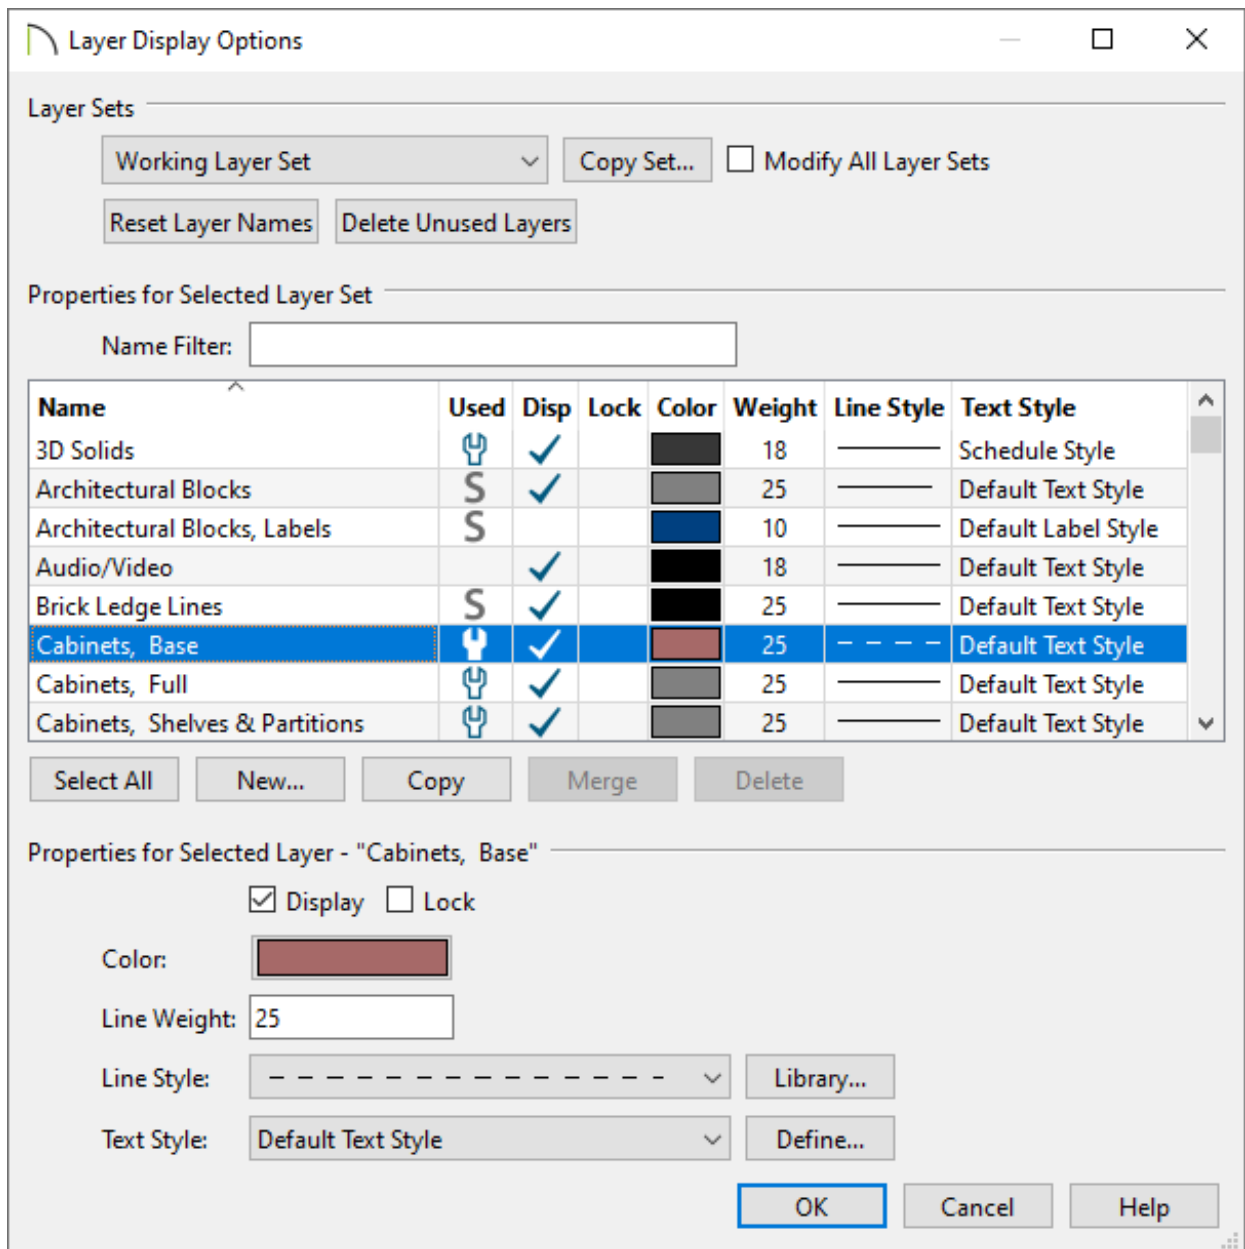 Layer Display Options
Layer Sets
Working Layer Set Copy Set... Modify All Layer Sets
Reset Layer Names Delete Unused Layers
Properties for Selected Layer Set
Name Filter:
Name Used Disp Lock Color Weight Line Style Text Style
3D Solids 18 Schedule Style
Architectural Blocks S 25 Default Text Style
Architectural Blocks, Labels S 10 Default Label Style
Audio/Video 18 Default Text Style
Brick Ledge Lines S 25 Default Text Style
Cabinets,  Base 25 Default Text Style
Cabinets,  Full 25 Default Text Style
Cabinets,  Shelves & Partitions 25 Default Text Style
Select All New... Copy Merge Delete
Properties for Selected Layer - "Cabinets,  Base"
Display Lock
Color:
Line Weight: 25
Line Style: Library...
Text Style: Default Text Style Define...
OK Cancel Help